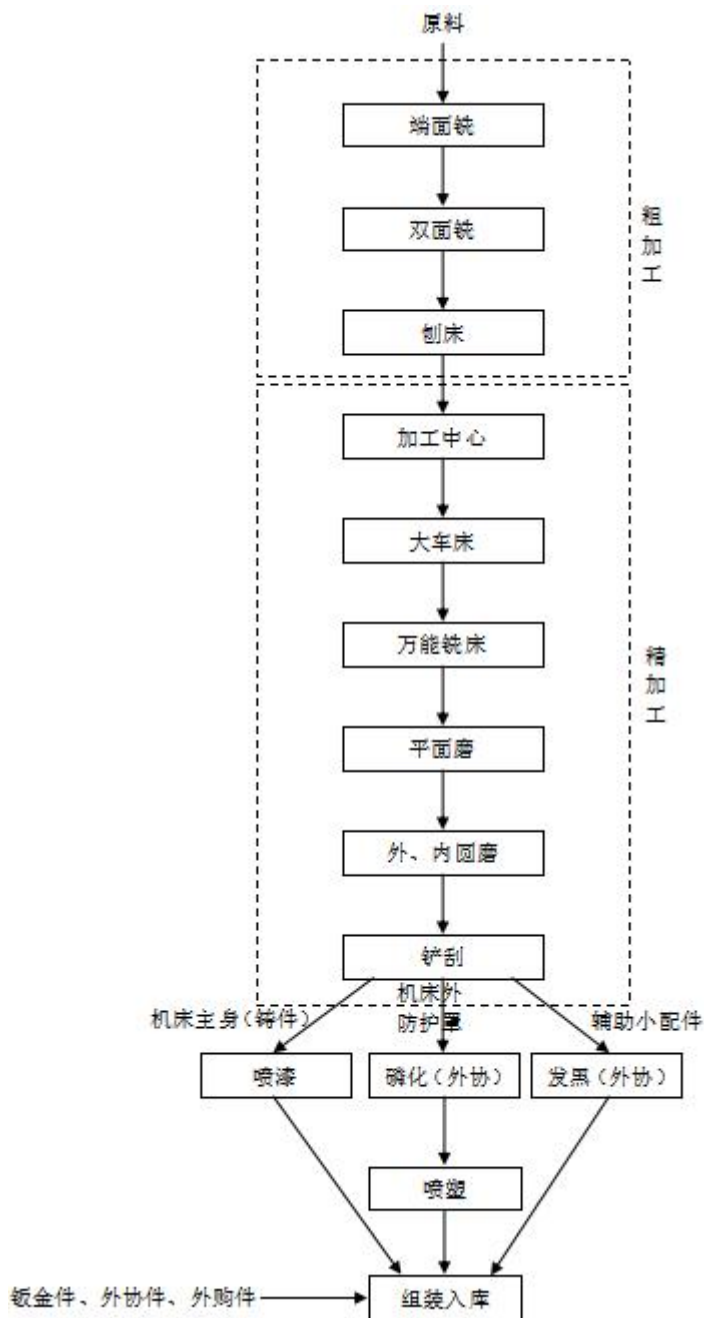 原料
端面铣
双面铣
刨床
粗加工
加工中心
大车床
万能铣床
平面磨
外、内圆磨
铲刮
精加工
机床主身(铸件)
机床外
防护罩
辅助小配件
喷漆
磷化(外协)
发黑(外协)
喷塑
钣金件、外协件、外购件
组装入库